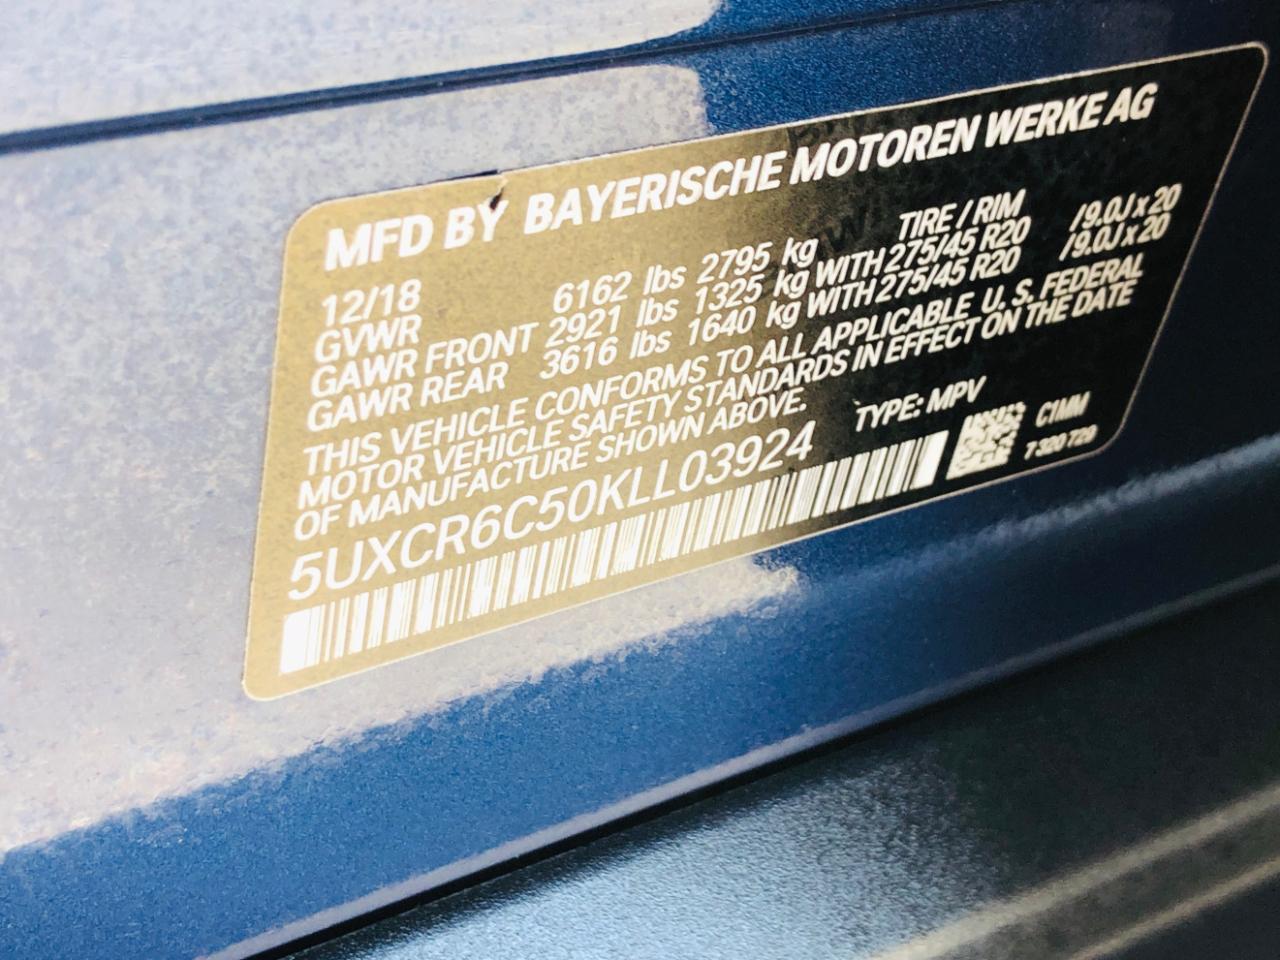 MFD BY BAYERISCHE MOTOREN WERKE AG
12/18 TIRE / RIM
GVWR 6162 lbs 2795 kg
GAWR FRONT 2921 lbs 1325 kg WITH 275/45 R20 /9.0J x 20
GAWR REAR 3616 lbs 1640 kg WITH 275/45 R20 /9.0J x 20
THIS VEHICLE CONFORMS TO ALL APPLICABLE U. S. FEDERAL
MOTOR VEHICLE SAFETY STANDARDS IN EFFECT ON THE DATE
OF MANUFACTURE SHOWN ABOVE. TYPE: MPV
5UXCR6C50KLL03924
C1MM
7 320 729